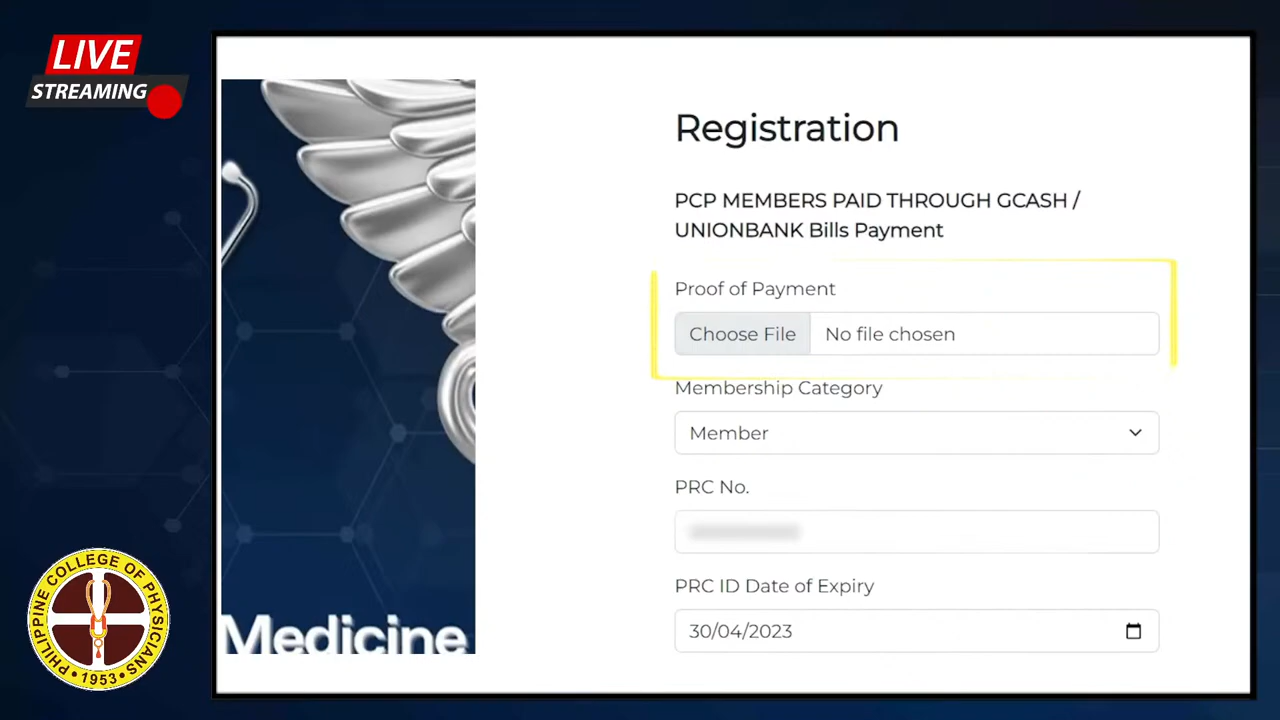 LIVE
STREAMING
Registration
PCP MEMBERS PAID THROUGH GCASH /
UNIONBANK Bills Payment
Proof of Payment
Choose File No file chosen
Membership Category
Member
PRC No.
PRC ID Date of Expiry
30/04/2023
Medicine
PHILIPPINE COLLEGE OF PHYSICIANS
1953